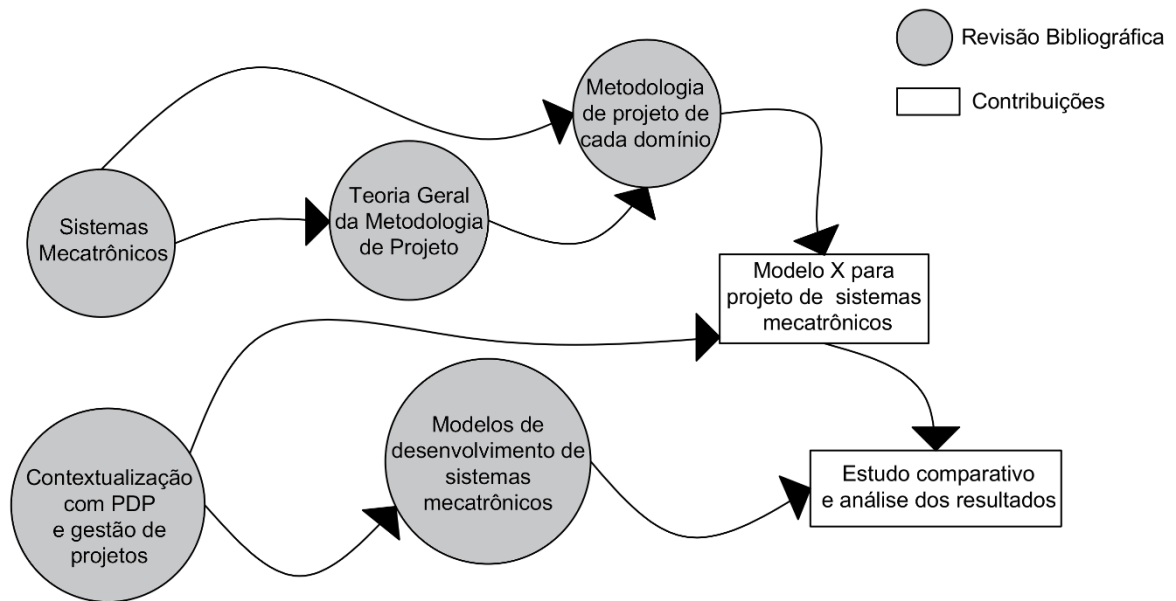 Revisão Bibliográfica
Contribuições
Metodologia
de projeto de
cada domínio
Teoria Geral
da Metodologia
de Projeto
Sistemas
Mecatrônicos
Modelo X para
projeto de sistemas
mecatrônicos
Modelos de
desenvolvimento de
sistemas
mecatrônicos
Contextualização
com PDP
e gestão de
projetos
Estudo comparativo
e análise dos resultados